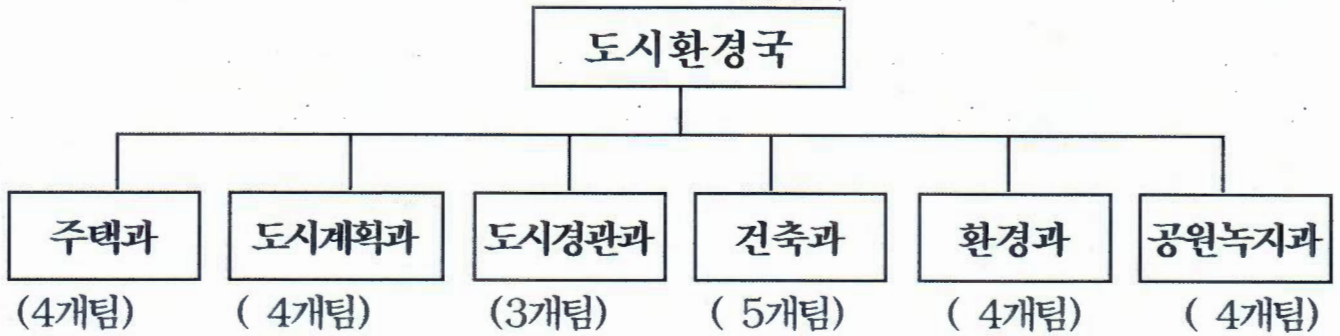 도시환경국
주택과 도시계획과 도시경관과 건축과 환경과 공원녹지과
(4개팀) ( 4개팀) (3개팀) ( 5개팀) ( 4개팀) ( 4개팀)